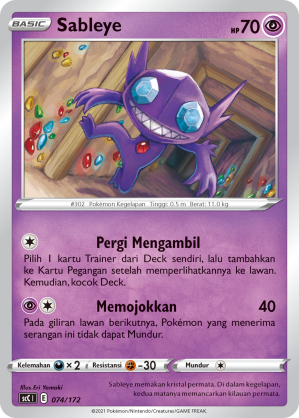 BASIC
Sableye
HP70
#302 Pokémon Kegelapan Tinggi: 0.5 m Berat: 11.0 kg
Pergi Mengambil
Pilih 1 kartu Trainer dari Deck sendiri, lalu tambahkan
ke Kartu Pegangan setelah memperlihatkannya ke lawan.
Kemudian, kocok Deck.
Memojokkan 40
Pada giliran lawan berikutnya, Pokémon yang menerima
serangan ini tidak dapat Mundur.
Kelemahan ×2 Resistansi -30 Mundur
Illus. Eri Yamaki
SC1 I E 074/172
Sableye memakan kristal permata. Di dalam kegelapan,
kedua matanya memancarkan kilauan permata.
©2021 Pokémon/Nintendo/Creatures/GAME FREAK